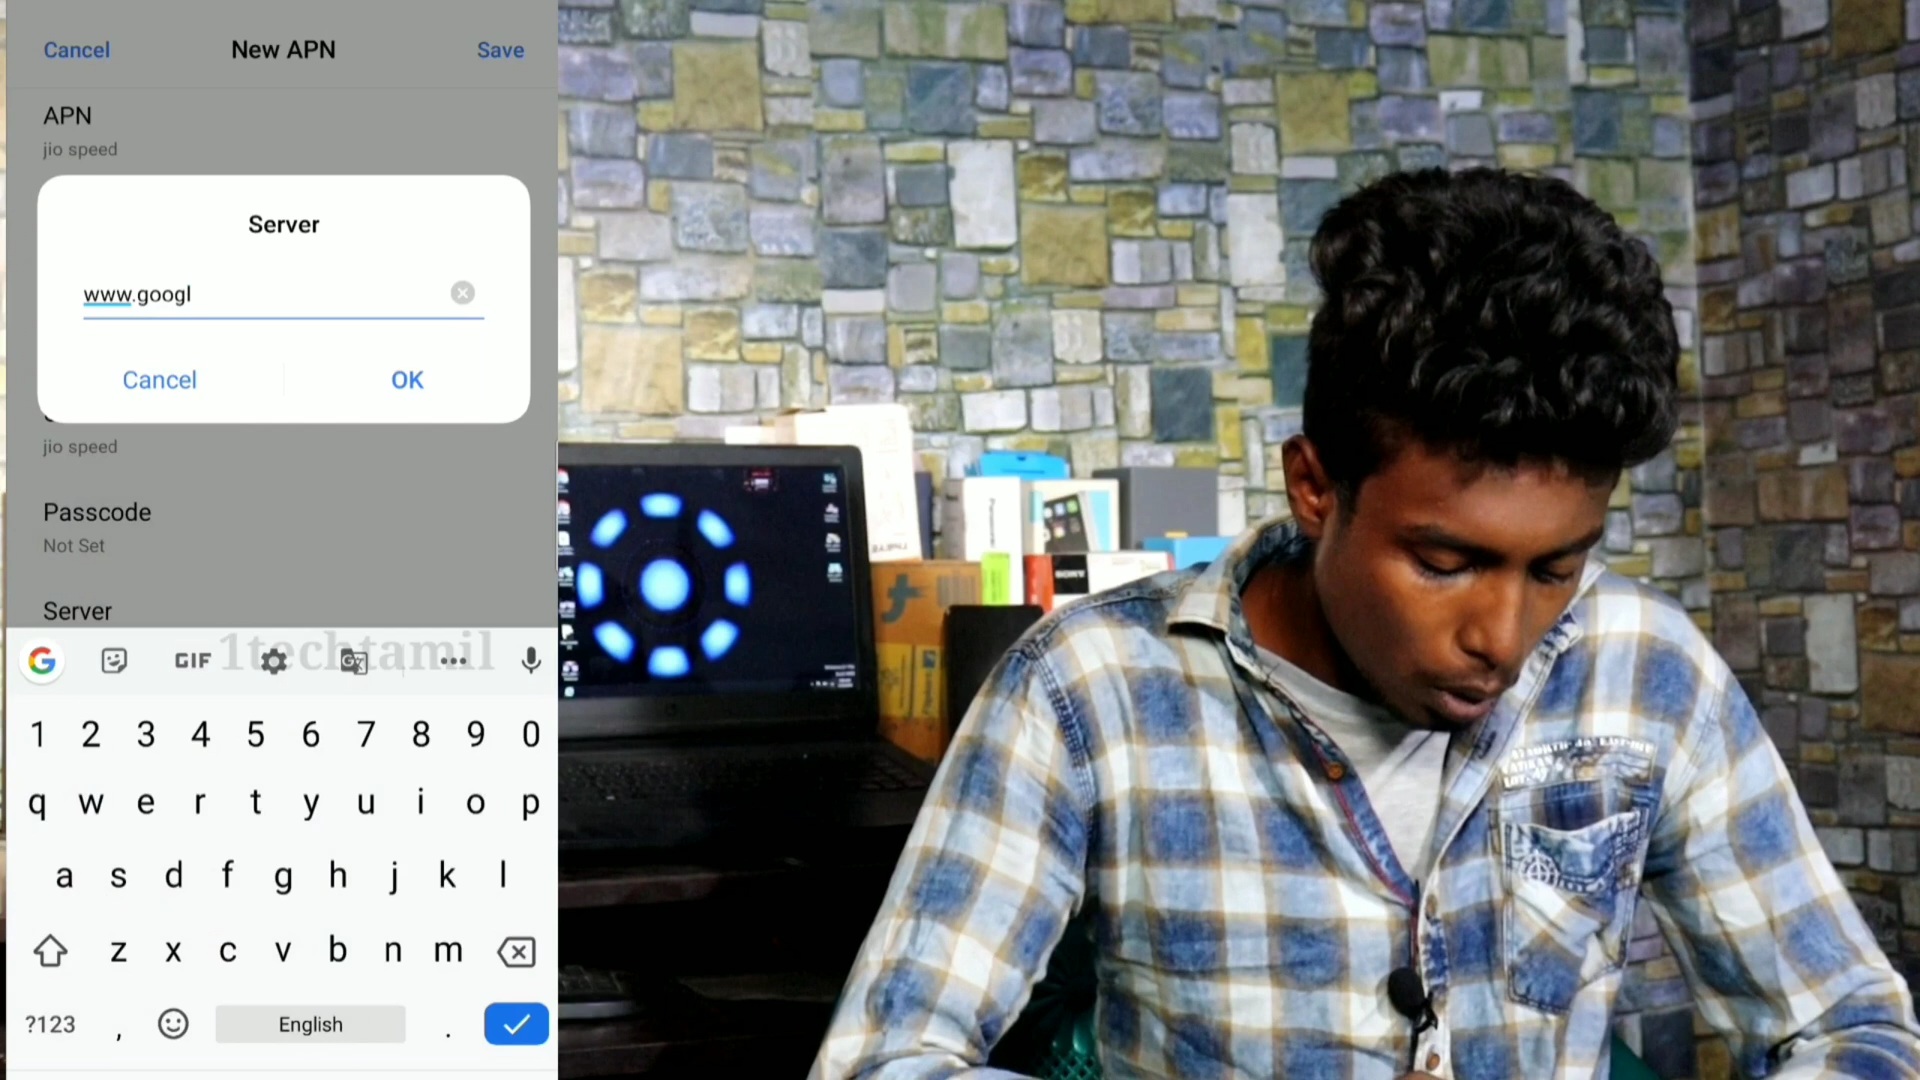 Cancel New APN Save
APN
jio speed
Server
www.googl
Cancel OK
jio speed
Passcode
Not Set
Server
1techtamil
GIF
1 2 3 4 5 6 7 8 9 0
q w e r t y u i o p
a s d f g h j k l
z x c v b n m
?123 , English .
SONY